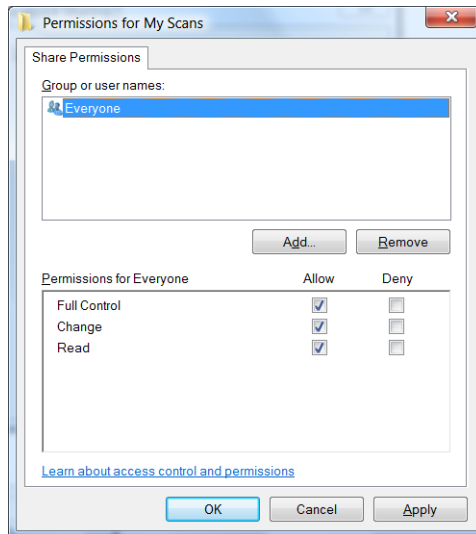 Permissions for My Scans
Share Permissions
Group or user names:
Everyone
Add...
Remove
Permissions for Everyone Allow Deny
Full Control
Change
Read
Learn about access control and permissions
OK Cancel Apply